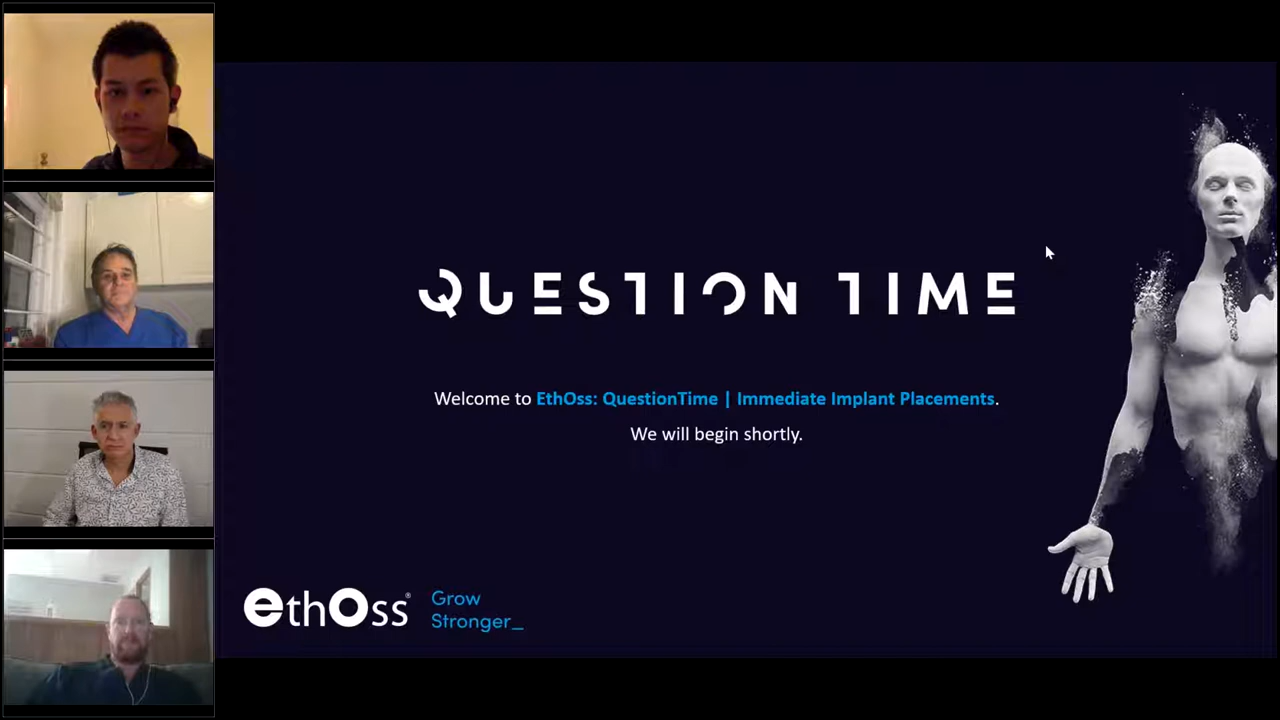 QUESTION TIME
Welcome to EthOss: QuestionTime | Immediate Implant Placements.
We will begin shortly.
ethOss®
Grow
Stronger_